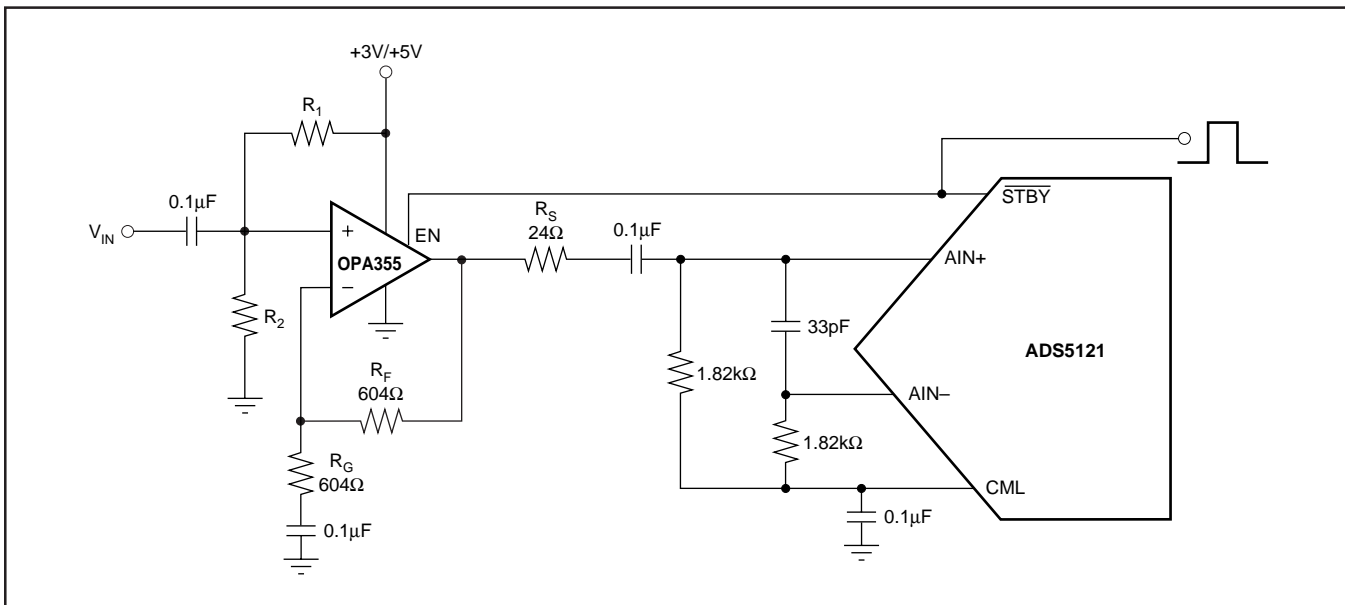 +3V/+5V
R1
0.1µF
VIN
+
EN
OPA355
−
R2
RF
604Ω
RG
604Ω
0.1µF
RS
24Ω
0.1µF
1.82kΩ
33pF
1.82kΩ
0.1µF
STBY
AIN+
ADS5121
AIN–
CML